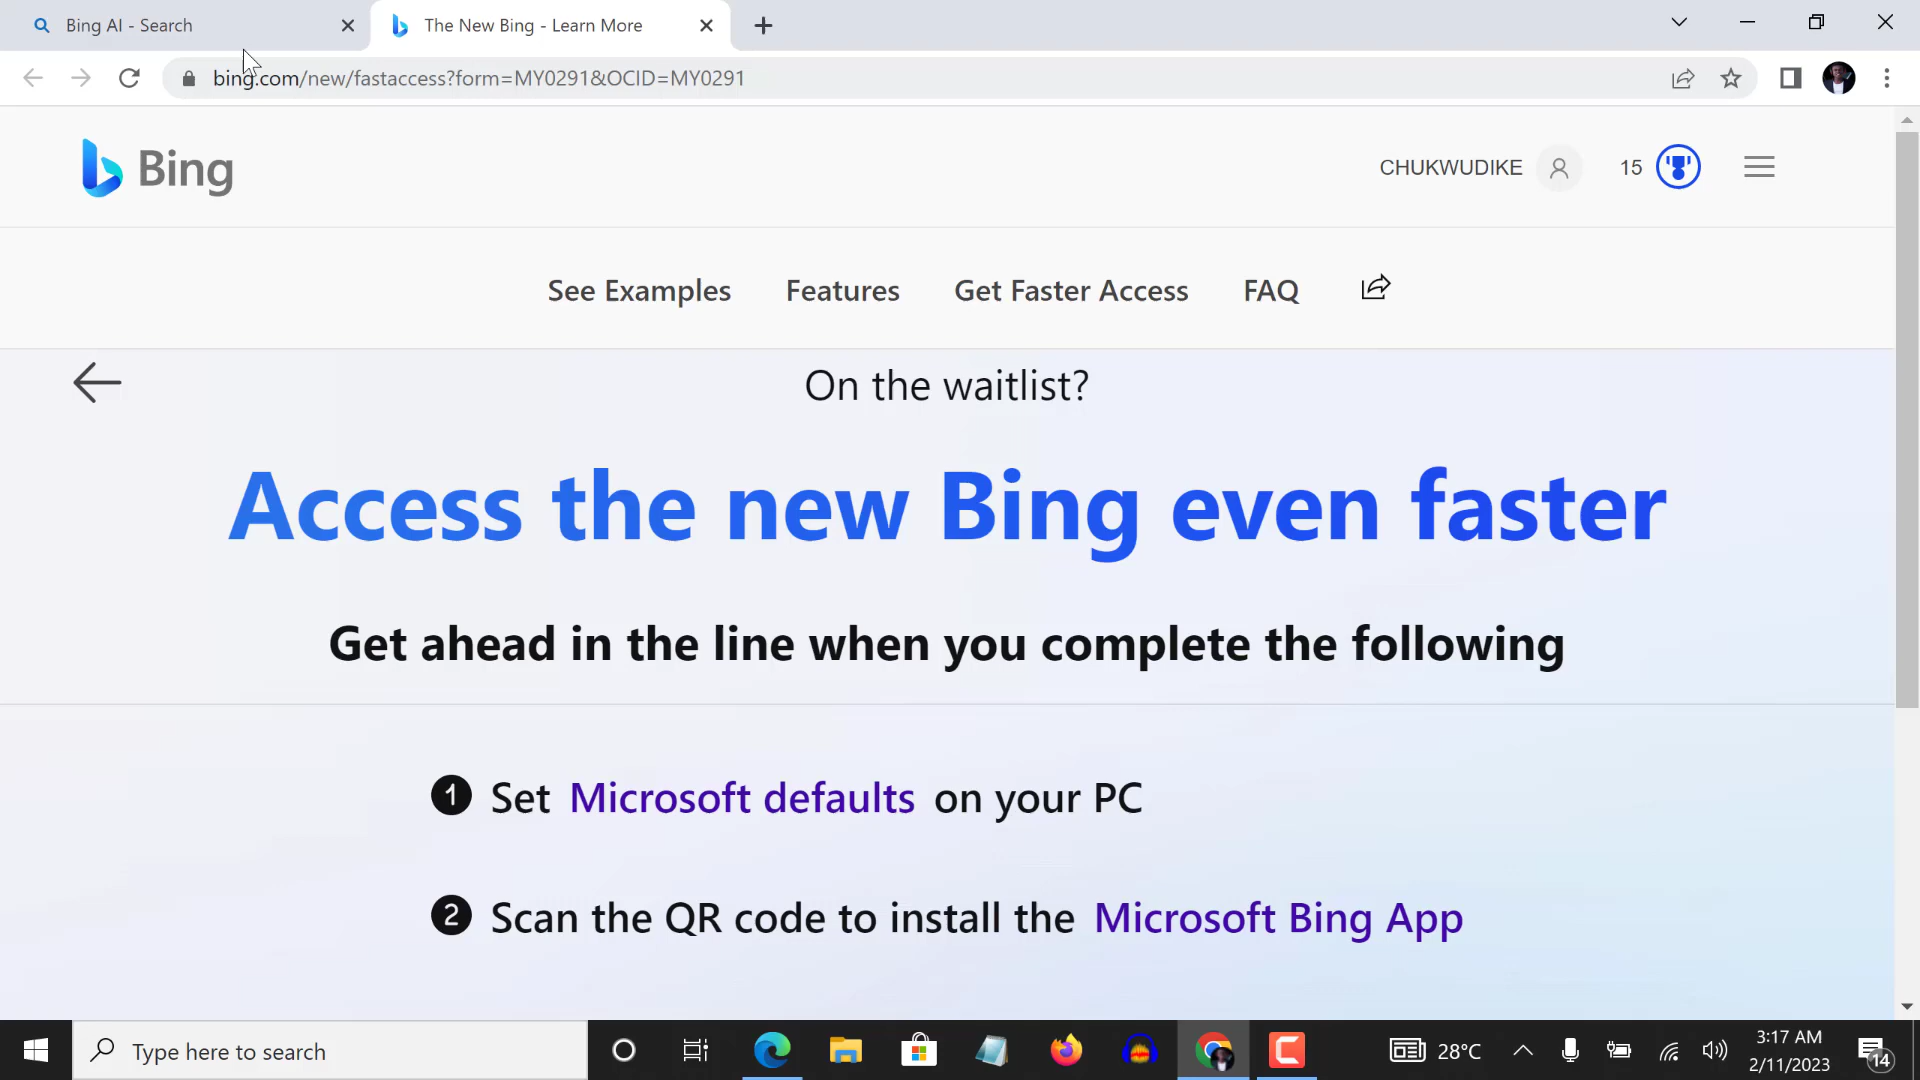 Bing AI - Search
The New Bing - Learn More
bing.com/new/fastaccess?form=MY0291&OCID=MY0291
Bing
CHUKWUDIKE
15
See Examples
Features
Get Faster Access
FAQ
On the waitlist?
Access the new Bing even faster
Get ahead in the line when you complete the following
1 Set Microsoft defaults on your PC
2 Scan the QR code to install the Microsoft Bing App
Type here to search
28°C
3:17 AM
2/11/2023
14